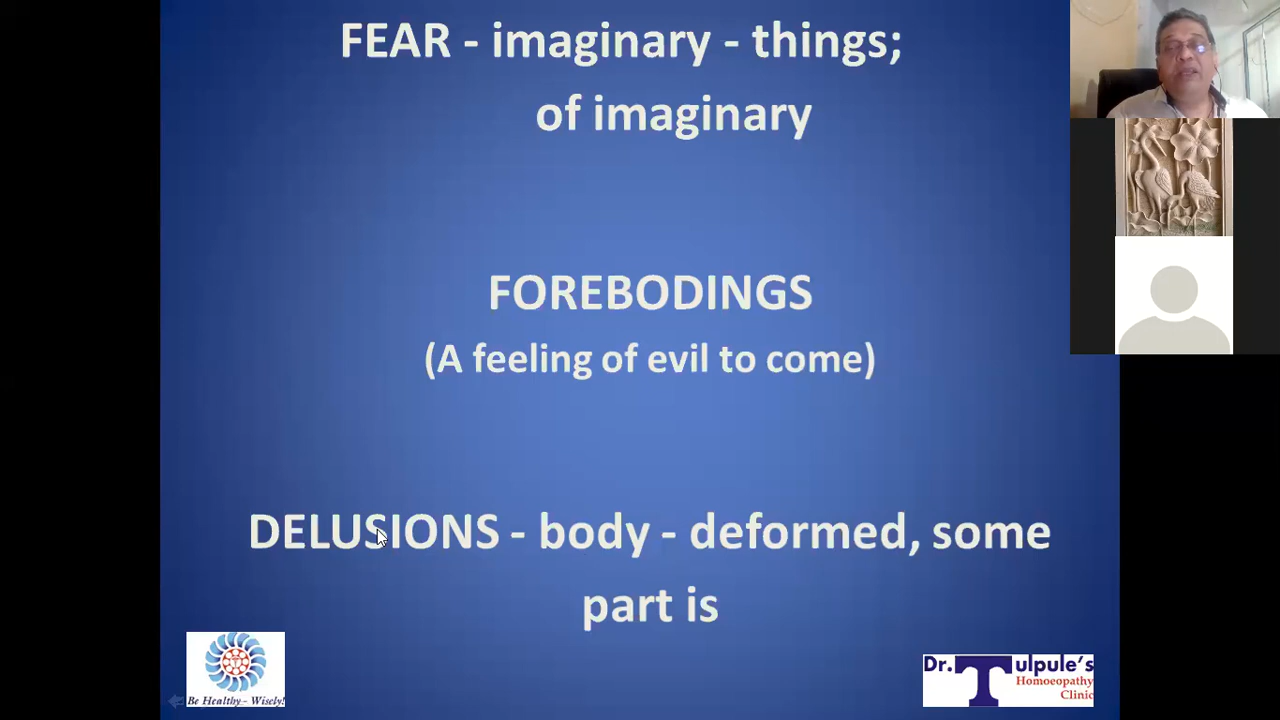 FEAR - imaginary - things;
of imaginary
FOREBODINGS
(A feeling of evil to come)
DELUSIONS - body - deformed, some
part is
Be Healthy - Wisely!
Dr. Tulpule's
Homoeopathy
Clinic